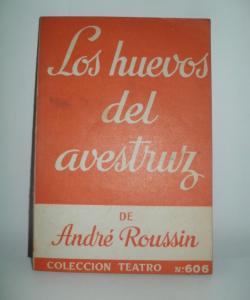 Los huevos
del
avestruz
DE
André Roussin
COLECCION TEATRO Nº: 606